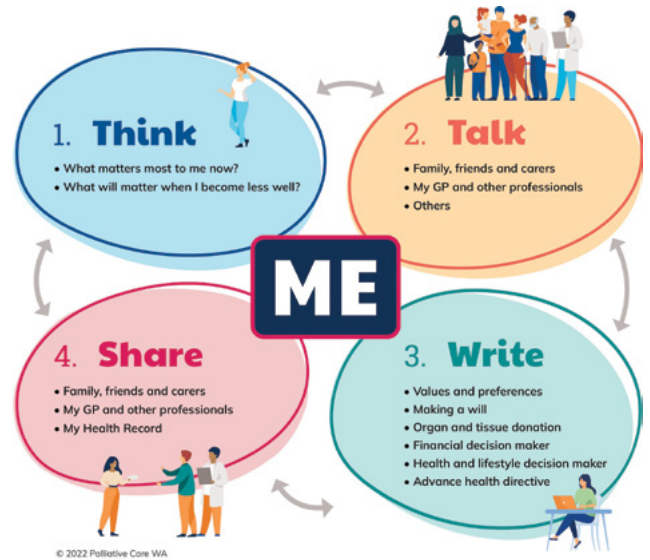 1. Think
• What matters most to me now?
• What will matter when I become less well?
2. Talk
• Family, friends and carers
• My GP and other professionals
• Others
ME
4. Share
• Family, friends and carers
• My GP and other professionals
• My Health Record
3. Write
• Values and preferences
• Making a will
• Organ and tissue donation
• Financial decision maker
• Health and lifestyle decision maker
• Advance health directive
© 2022 Palliative Care WA